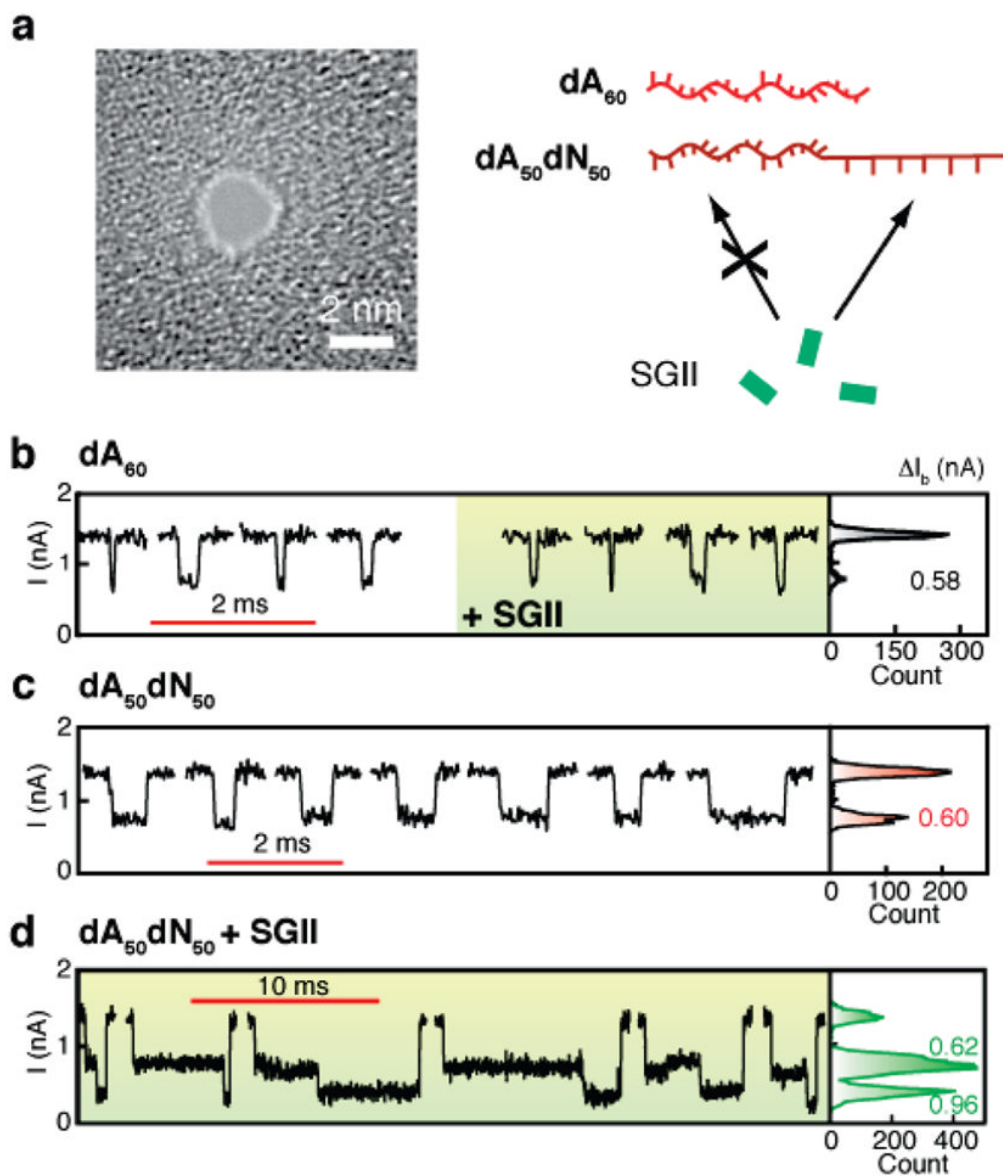 a
2 nm
dA60
dA50dN50
SGII
b dA60
ΔIb (nA)
I (nA)
2
1
0
2 ms
+ SGII
0.58
0 150 300
Count
c dA50dN50
I (nA)
2
1
0
2 ms
0.60
0 100 200
Count
d dA50dN50 + SGII
I (nA)
2
1
0
10 ms
0.62
0.96
0 200 400
Count